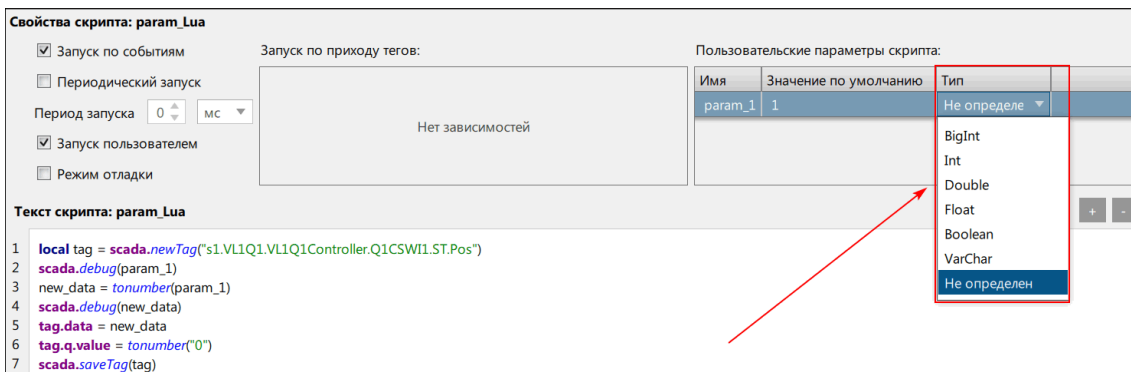 Свойства скрипта: param_Lua
Запуск по событиям
Периодический запуск
Период запуска 0 мс
Запуск пользователем
Режим отладки
Запуск по приходу тегов:
Нет зависимостей
Пользовательские параметры скрипта:
Имя Значение по умолчанию Тип
param_1 1 Не определе
BigInt
Int
Double
Float
Boolean
VarChar
Не определен
+ -
Текст скрипта: param_Lua
1 local tag = scada.newTag("s1.VL1Q1.VL1Q1Controller.Q1CSWI1.ST.Pos")
2 scada.debug(param_1)
3 new_data = tonumber(param_1)
4 scada.debug(new_data)
5 tag.data = new_data
6 tag.q.value = tonumber("0")
7 scada.saveTag(tag)